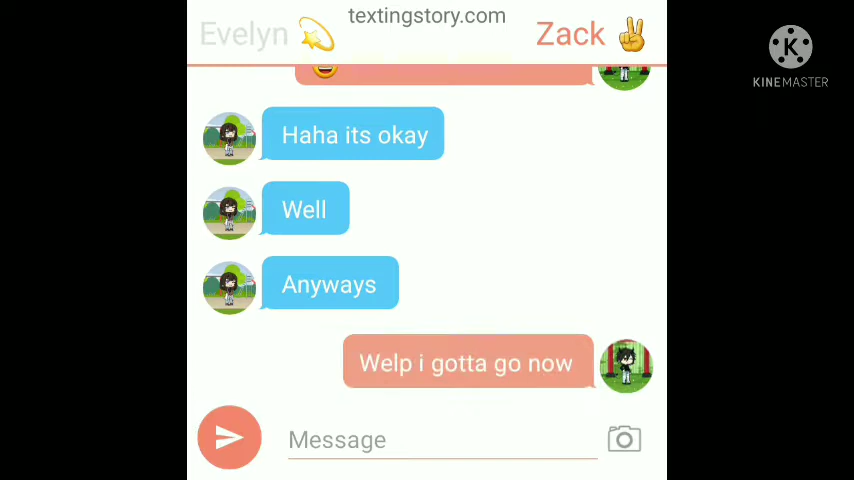 textingstory.com
Evelyn 💫
Zack ✌
KINEMASTER
Haha its okay
Well
Anyways
Welp i gotta go now
Message